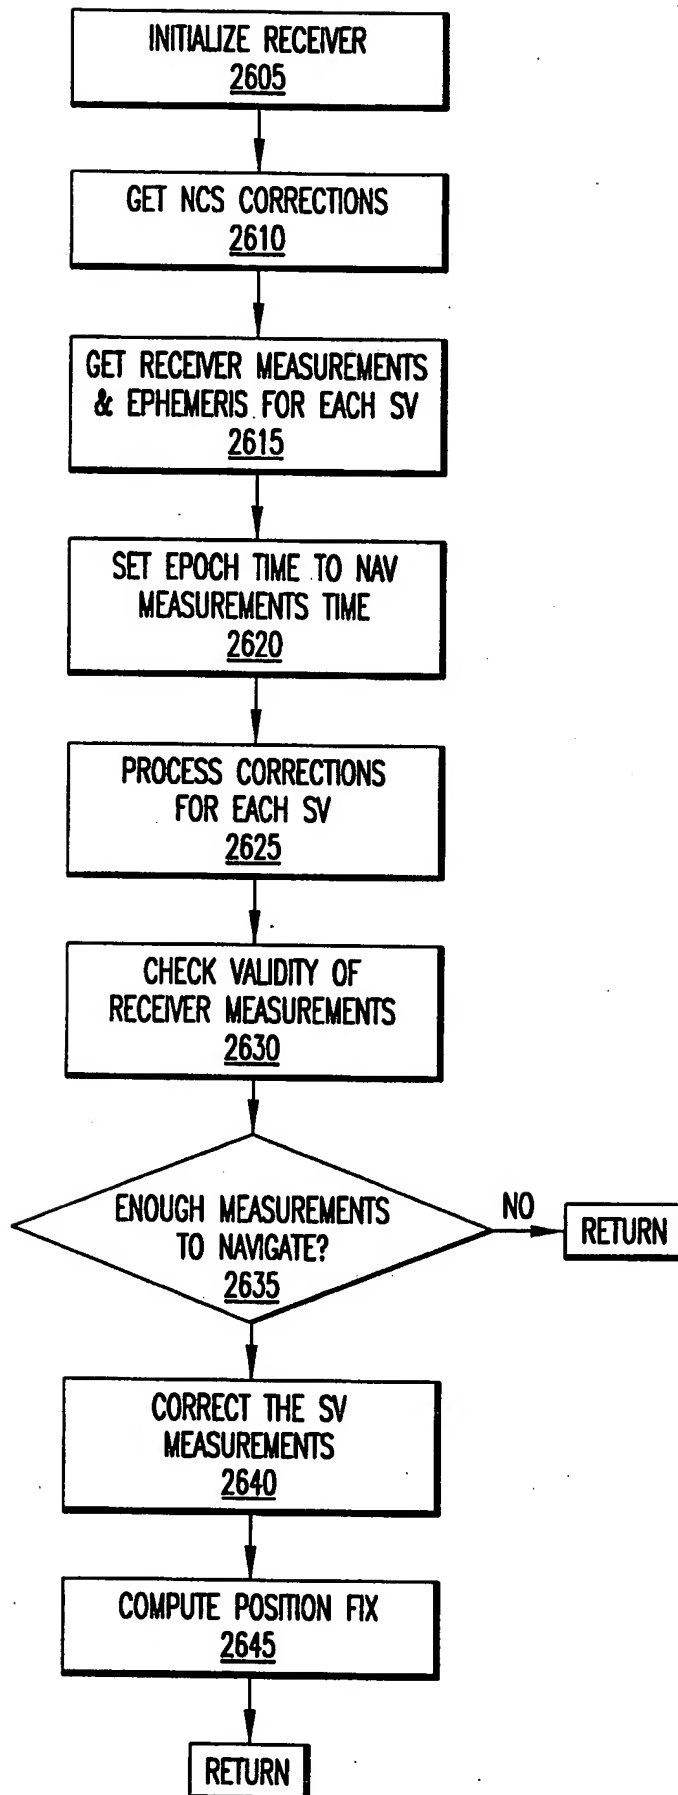 INITIALIZE RECEIVER
2605
GET NCS CORRECTIONS
2610
GET RECEIVER MEASUREMENTS
& EPHEMERIS FOR EACH SV
2615
SET EPOCH TIME TO NAV
MEASUREMENTS TIME
2620
PROCESS CORRECTIONS
FOR EACH SV
2625
CHECK VALIDITY OF
RECEIVER MEASUREMENTS
2630
ENOUGH MEASUREMENTS
TO NAVIGATE?
2635
NO
RETURN
CORRECT THE SV
MEASUREMENTS
2640
COMPUTE POSITION FIX
2645
RETURN